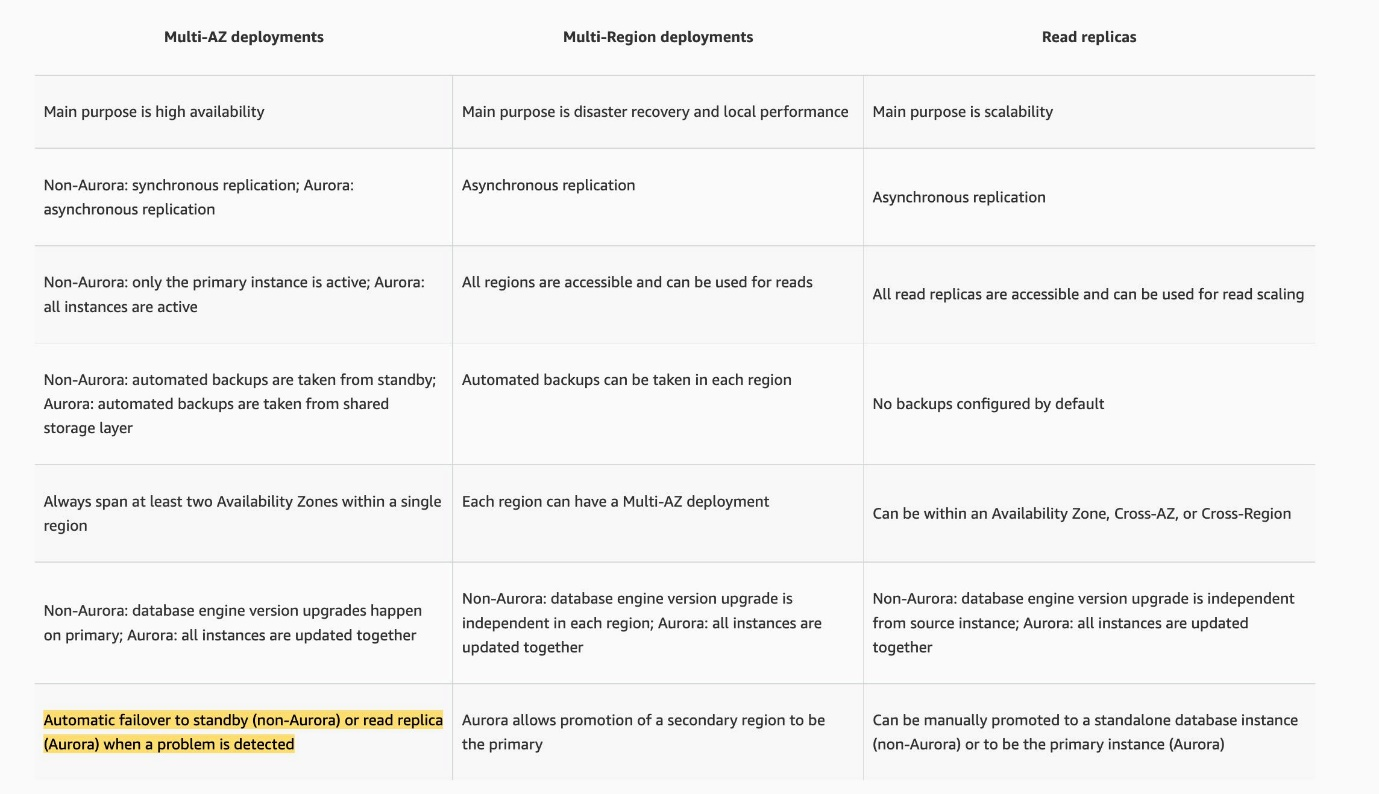 Multi-AZ deployments
Multi-Region deployments
Read replicas
Main purpose is high availability
Main purpose is disaster recovery and local performance
Main purpose is scalability
Non-Aurora: synchronous replication; Aurora:
asynchronous replication
Asynchronous replication
Asynchronous replication
Non-Aurora: only the primary instance is active; Aurora:
all instances are active
All regions are accessible and can be used for reads
All read replicas are accessible and can be used for read scaling
Non-Aurora: automated backups are taken from standby;
Aurora: automated backups are taken from shared
storage layer
Automated backups can be taken in each region
No backups configured by default
Always span at least two Availability Zones within a single
region
Each region can have a Multi-AZ deployment
Can be within an Availability Zone, Cross-AZ, or Cross-Region
Non-Aurora: database engine version upgrades happen
on primary; Aurora: all instances are updated together
Non-Aurora: database engine version upgrade is
independent in each region; Aurora: all instances are
updated together
Non-Aurora: database engine version upgrade is independent
from source instance; Aurora: all instances are updated
together
Automatic failover to standby (non-Aurora) or read replica
(Aurora) when a problem is detected
Aurora allows promotion of a secondary region to be
the primary
Can be manually promoted to a standalone database instance
(non-Aurora) or to be the primary instance (Aurora)